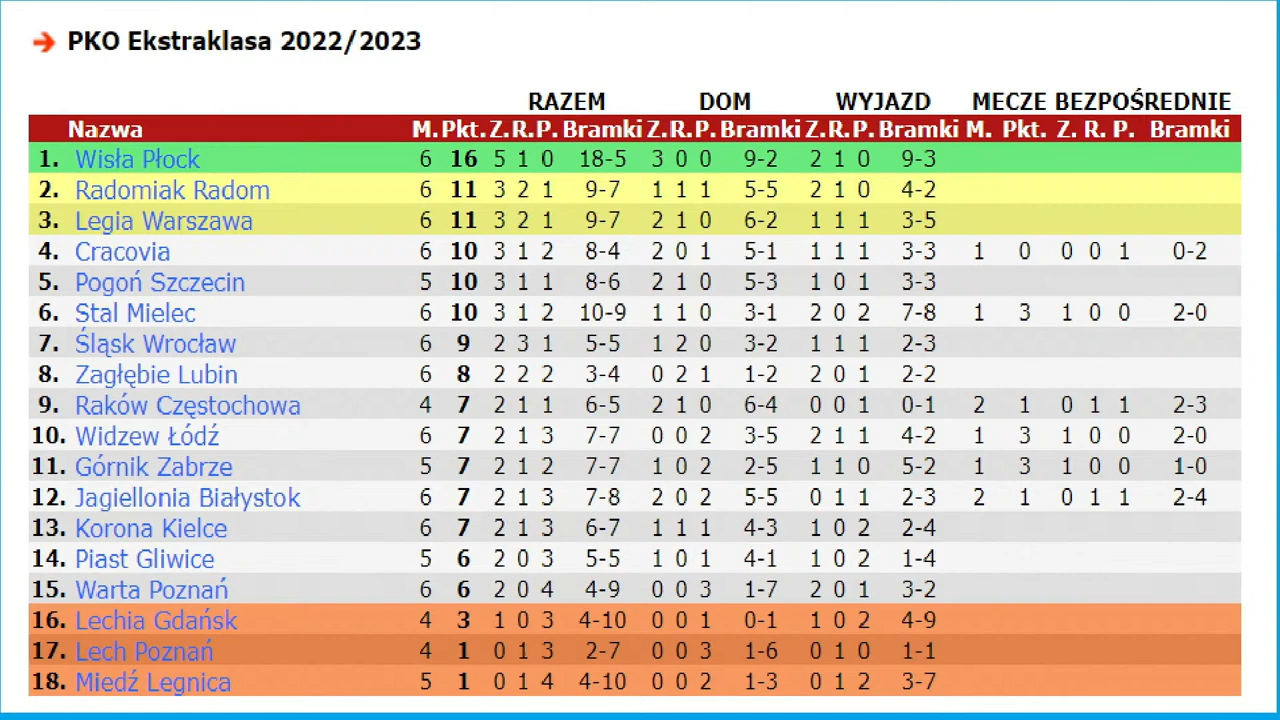 PKO Ekstraklasa 2022/2023
RAZEM DOM WYJAZD MECZE BEZPOŚREDNIE
Nazwa M. Pkt. Z. R. P. Bramki Z. R. P. Bramki Z. R. P. Bramki M. Pkt. Z. R. P. Bramki
1. Wisła Płock 6 16 5 1 0 18-5 3 0 0 9-2 2 1 0 9-3
2. Radomiak Radom 6 11 3 2 1 9-7 1 1 1 5-5 2 1 0 4-2
3. Legia Warszawa 6 11 3 2 1 9-7 2 1 0 6-2 1 1 1 3-5
4. Cracovia 6 10 3 1 2 8-4 2 0 1 5-1 1 1 1 3-3 1 0 0 0 1 0-2
5. Pogoń Szczecin 5 10 3 1 1 8-6 2 1 0 5-3 1 0 1 3-3
6. Stal Mielec 6 10 3 1 2 10-9 1 1 0 3-1 2 0 2 7-8 1 3 1 0 0 2-0
7. Śląsk Wrocław 6 9 2 3 1 5-5 1 2 0 3-2 1 1 1 2-3
8. Zagłębie Lubin 6 8 2 2 2 3-4 0 2 1 1-2 2 0 1 2-2
9. Raków Częstochowa 4 7 2 1 1 6-5 2 1 0 6-4 0 0 1 0-1 2 1 0 1 1 2-3
10. Widzew Łódź 6 7 2 1 3 7-7 0 0 2 3-5 2 1 1 4-2 1 3 1 0 0 2-0
11. Górnik Zabrze 5 7 2 1 2 7-7 1 0 2 2-5 1 1 0 5-2 1 3 1 0 0 1-0
12. Jagiellonia Białystok 6 7 2 1 3 7-8 2 0 2 5-5 0 1 1 2-3 2 1 0 1 1 2-4
13. Korona Kielce 6 7 2 1 3 6-7 1 1 1 4-3 1 0 2 2-4
14. Piast Gliwice 5 6 2 0 3 5-5 1 0 1 4-1 1 0 2 1-4
15. Warta Poznań 6 6 2 0 4 4-9 0 0 3 1-7 2 0 1 3-2
16. Lechia Gdańsk 4 3 1 0 3 4-10 0 0 1 0-1 1 0 2 4-9
17. Lech Poznań 4 1 0 1 3 2-7 0 0 3 1-6 0 1 0 1-1
18. Miedź Legnica 5 1 0 1 4 4-10 0 0 2 1-3 0 1 2 3-7